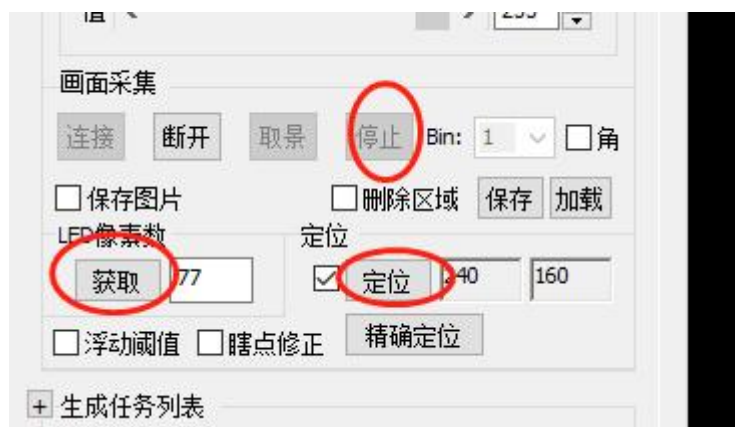 值 < > 255
画面采集
连接 断开 取景 停止 Bin: 1 角
保存图片 删除区域 保存 加载
LED像素数 定位
获取 77 定位 240 160
浮动阈值 瞎点修正 精确定位
+ 生成任务列表